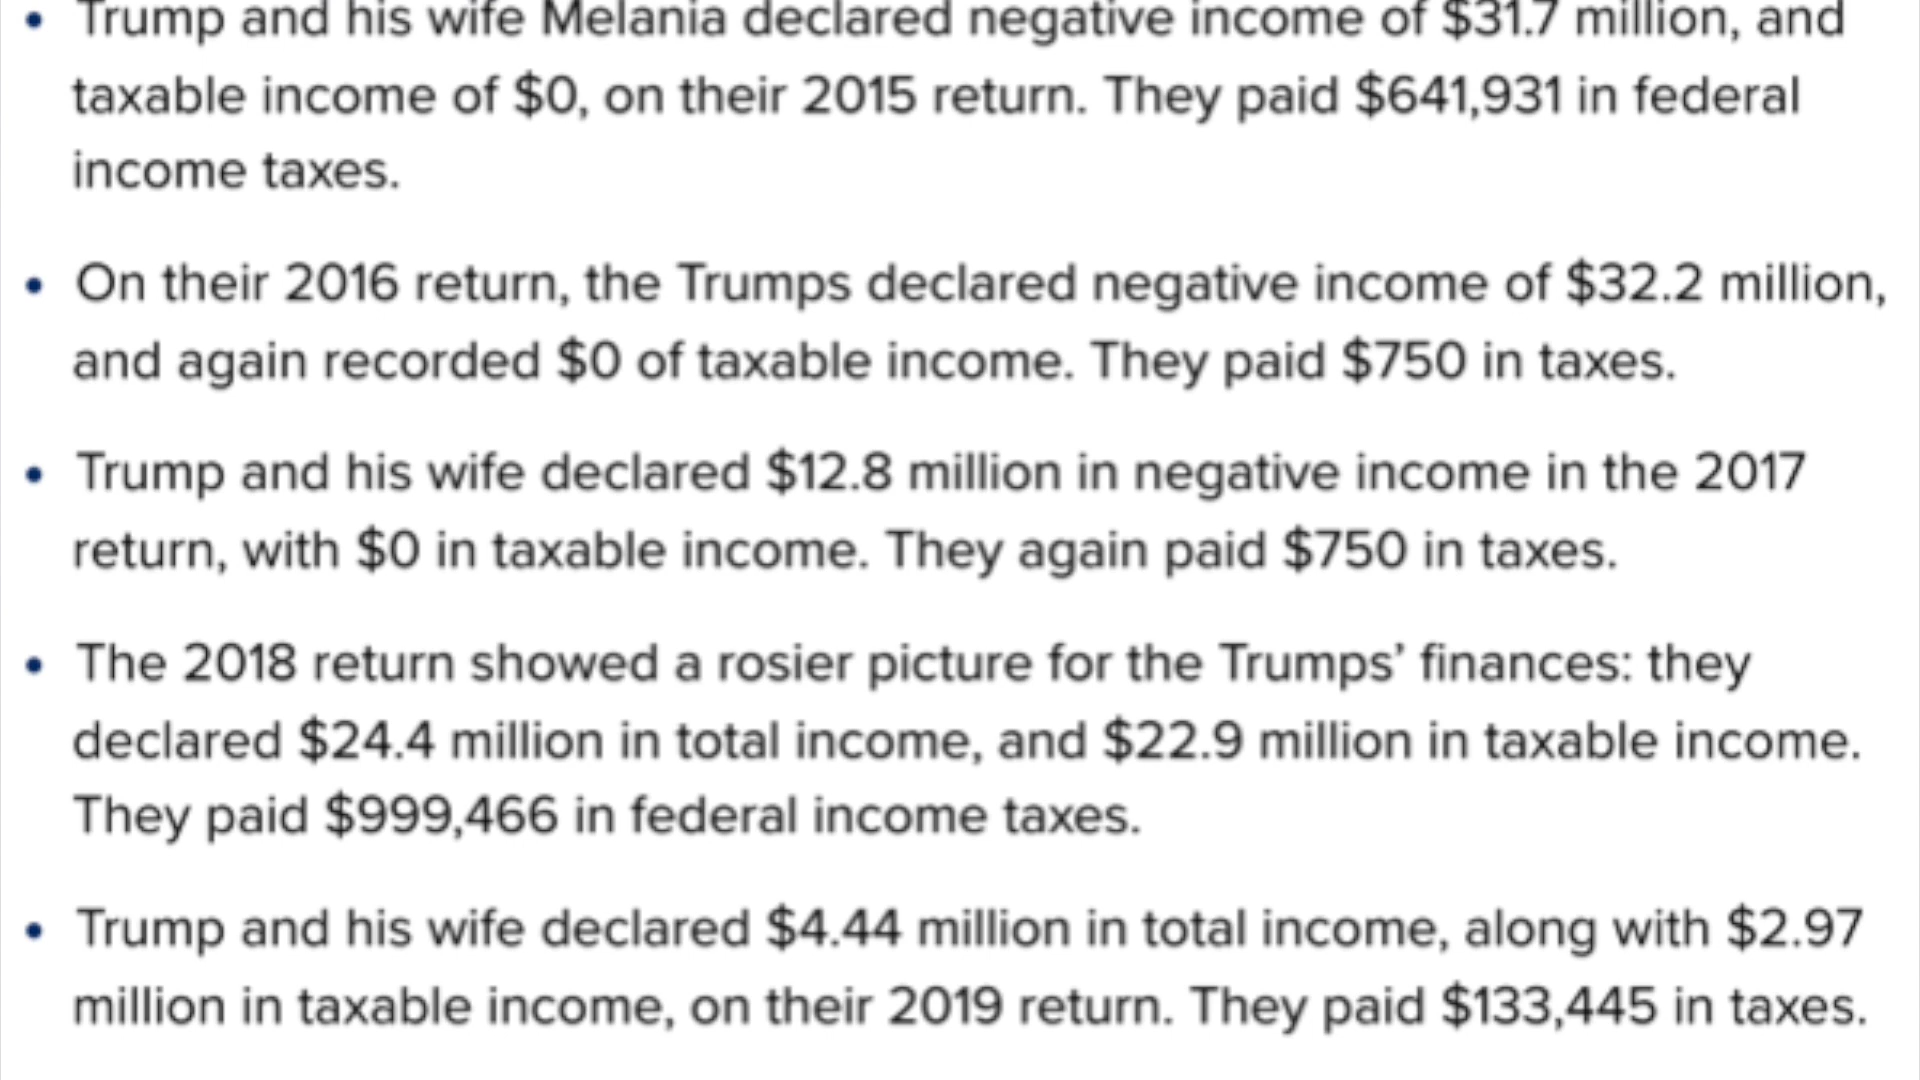 • Trump and his wife Melania declared negative income of $31.7 million, and
taxable income of $0, on their 2015 return. They paid $641,931 in federal
income taxes.
• On their 2016 return, the Trumps declared negative income of $32.2 million,
and again recorded $0 of taxable income. They paid $750 in taxes.
• Trump and his wife declared $12.8 million in negative income in the 2017
return, with $0 in taxable income. They again paid $750 in taxes.
• The 2018 return showed a rosier picture for the Trumps’ finances: they
declared $24.4 million in total income, and $22.9 million in taxable income.
They paid $999,466 in federal income taxes.
• Trump and his wife declared $4.44 million in total income, along with $2.97
million in taxable income, on their 2019 return. They paid $133,445 in taxes.